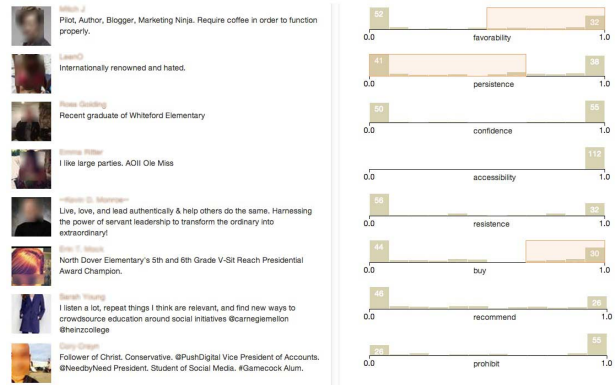 Pilot, Author, Blogger, Marketing Ninja. Require coffee in order to function
properly.
Internationally renowned and hated.
Recent graduate of Whiteford Elementary
I like large parties. AOII Ole Miss
Live, love, and lead authentically & help others do the same. Harnessing
the power of servant leadership to transform the ordinary into
extraordinary!
North Dover Elementary's 5th and 6th Grade V-Sit Reach Presidential
Award Champion.
I listen a lot, repeat things I think are relevant, and find new ways to
crowdsource education around social initiatives @carnegiemellon
@heinzcollege
Follower of Christ. Conservative. @PushDigital Vice President of Accounts.
@NeedbyNeed President. Student of Social Media. #Gamecock Alum.
52 32
0.0 favorability 1.0
41 38
0.0 persistence 1.0
50 55
0.0 confidence 1.0
112
0.0 accessibility 1.0
56 32
0.0 resistence 1.0
44 30
0.0 buy 1.0
46 26
0.0 recommend 1.0
55
0.0 prohibit 1.0